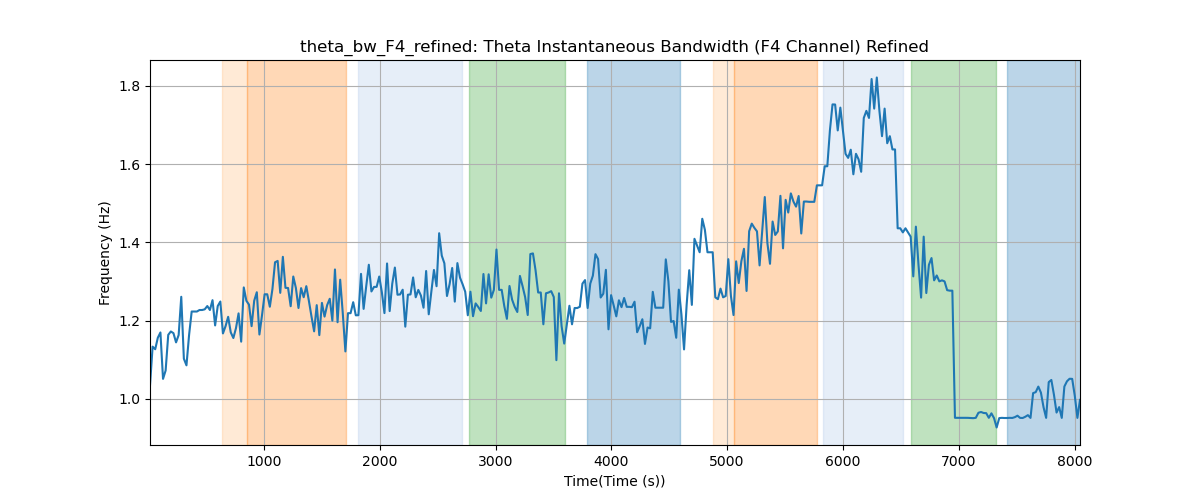 theta_bw_F4_refined: Theta Instantaneous Bandwidth (F4 Channel) Refined
Frequency (Hz)
1.8
1.6
1.4
1.2
1.0
1000 2000 3000 4000 5000 6000 7000 8000
Time(Time (s))